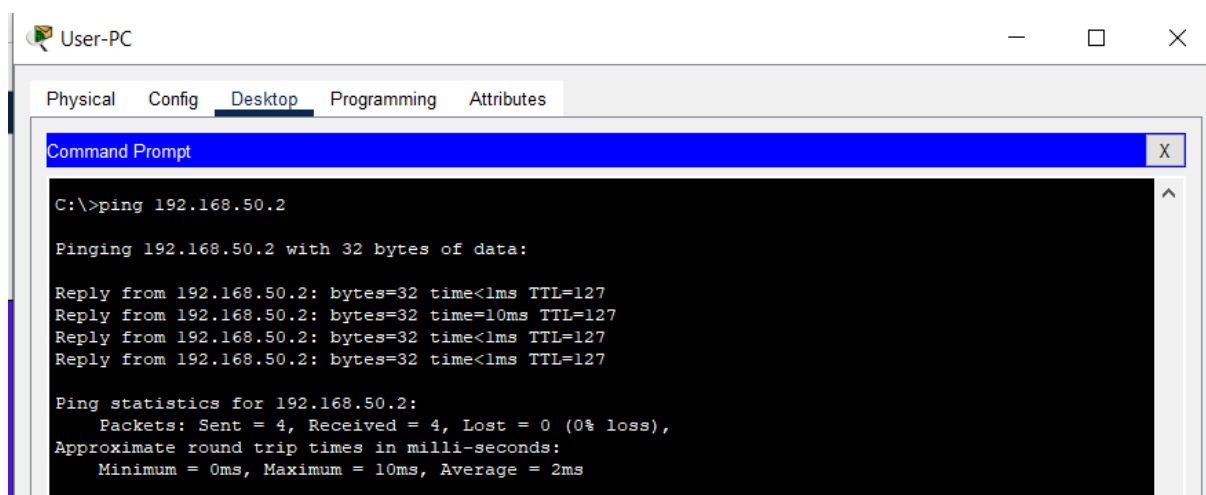 User-PC
Physical Config Desktop Programming Attributes
Command Prompt X
C:\>ping 192.168.50.2
Pinging 192.168.50.2 with 32 bytes of data:
Reply from 192.168.50.2: bytes=32 time<1ms TTL=127
Reply from 192.168.50.2: bytes=32 time=10ms TTL=127
Reply from 192.168.50.2: bytes=32 time<1ms TTL=127
Reply from 192.168.50.2: bytes=32 time<1ms TTL=127
Ping statistics for 192.168.50.2:
Packets: Sent = 4, Received = 4, Lost = 0 (0% loss),
Approximate round trip times in milli-seconds:
Minimum = 0ms, Maximum = 10ms, Average = 2ms